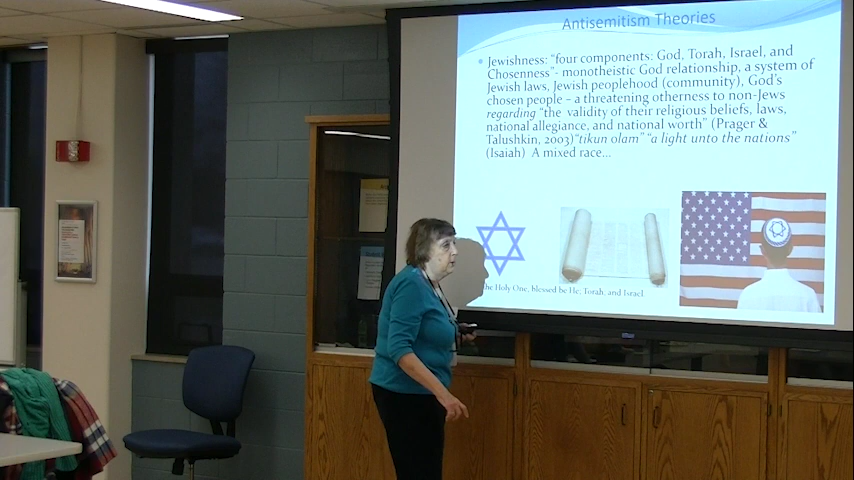 Antisemitism Theories
Jewishness: "four components: God, Torah, Israel, and
Chosenness"- monotheistic God relationship, a system of
Jewish laws, Jewish peoplehood (community), God's
chosen people – a threatening otherness to non-Jews
regarding "the validity of their religious beliefs, laws,
national allegiance, and national worth" (Prager &
Talushkin, 2003)"tikun olam" "a light unto the nations"
(Isaiah) A mixed race...
he Holy One, blessed be He; Torah, and Israel.